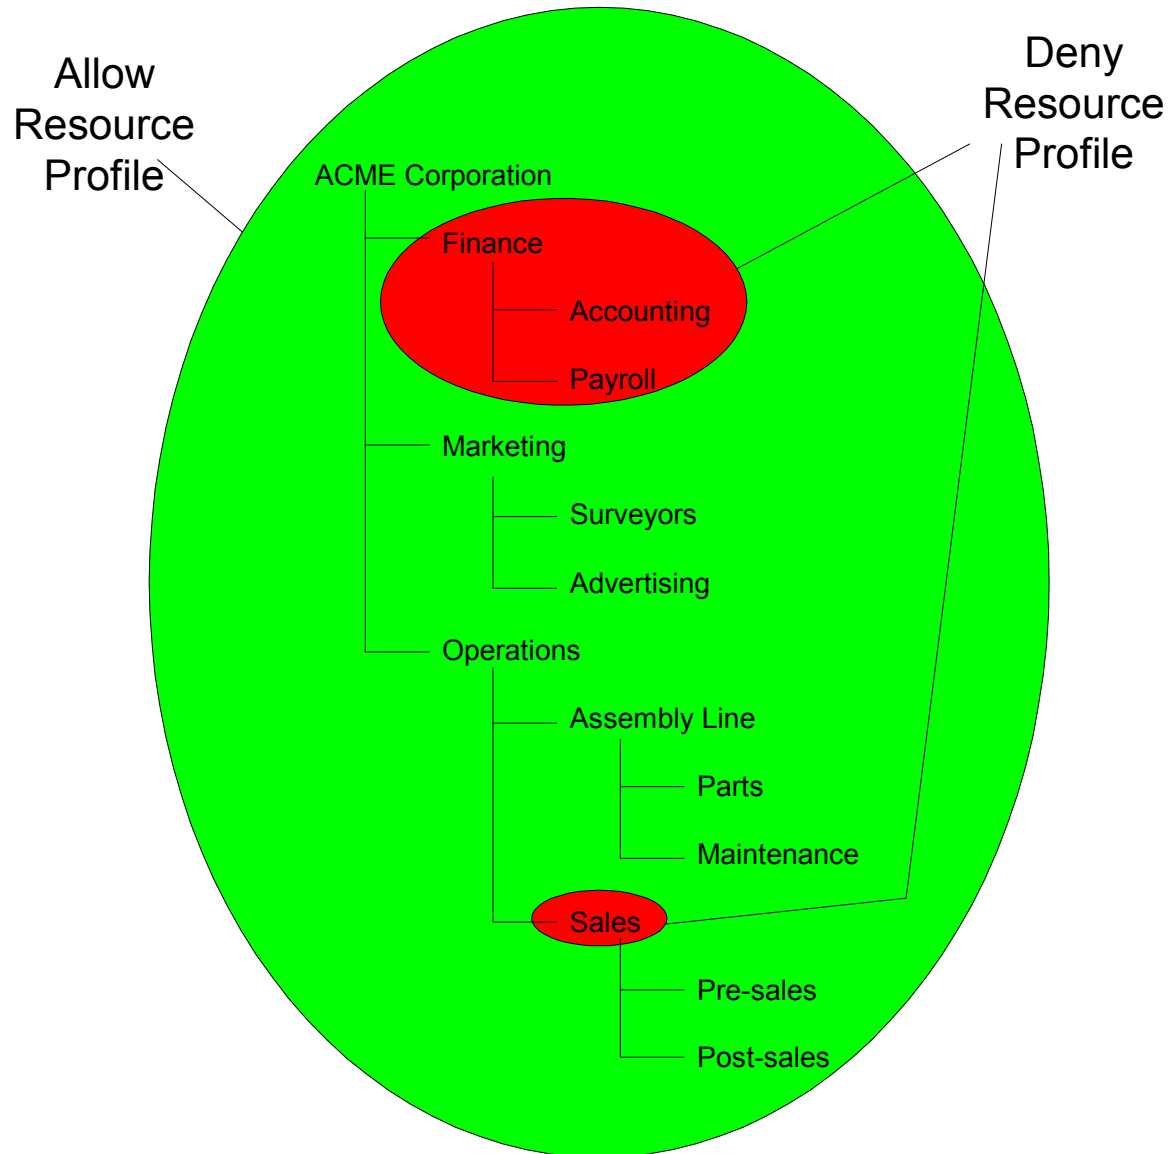 Allow
Resource
Profile
Deny
Resource
Profile
ACME Corporation
Finance
Accounting
Payroll
Marketing
Surveyors
Advertising
Operations
Assembly Line
Parts
Maintenance
Sales
Pre-sales
Post-sales